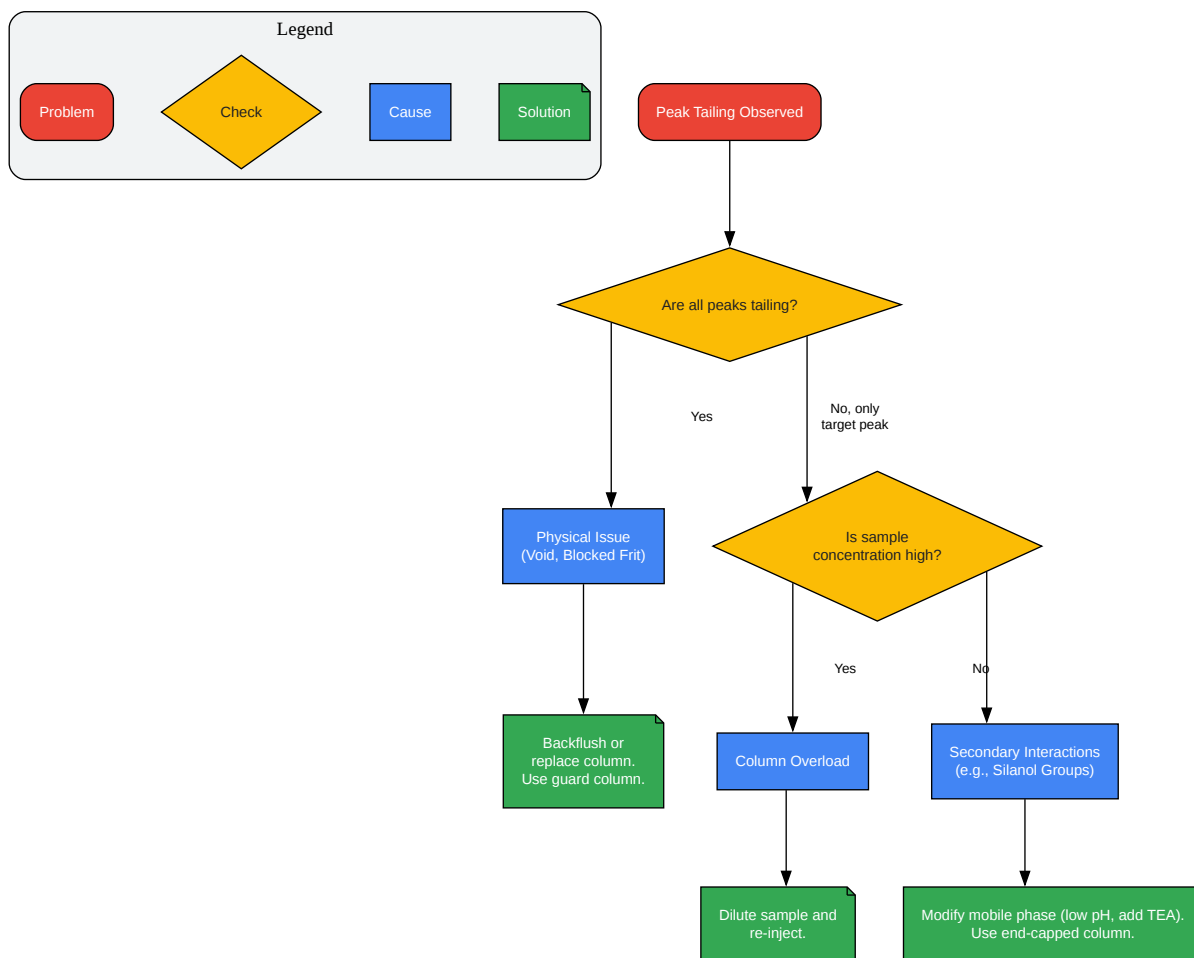 Legend
Problem
Check
Cause
Solution
Peak Tailing Observed
Are all peaks tailing?
Yes
No, only
target peak
Physical Issue
(Void, Blocked Frit)
Is sample
concentration high?
Yes
No
Backflush or
replace column.
Use guard column.
Column Overload
Secondary Interactions
(e.g., Silanol Groups)
Dilute sample and
re-inject.
Modify mobile phase (low pH, add TEA).
Use end-capped column.